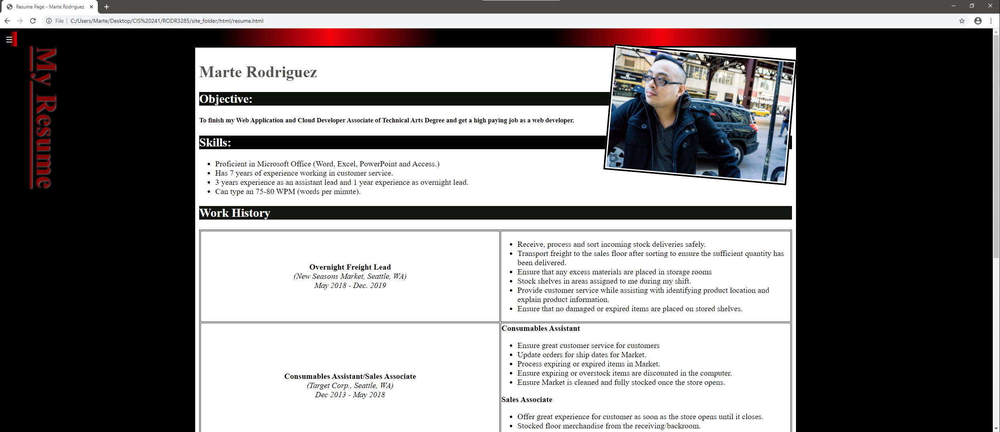 Resume Page - Marte Rodriguez
File
C:/Users/Marte/Desktop/CIS%20241/RODR3285/site_folder/html/resume.html
My Resume
Marte Rodriguez
Objective:
To finish my Web Application and Cloud Developer Associate of Technical Arts Degree and get a high paying job as a web developer.
Skills:
Proficient in Microsoft Office (Word, Excel, PowerPoint and Access.)
Has 7 years of experience working in customer service.
3 years experience as an assistant lead and 1 year experience as overnight lead.
Can type an 75-80 WPM (words per minute).
Work History
Overnight Freight Lead
(New Seasons Market, Seattle, WA)
May 2018 - Dec. 2019
Receive, process and sort incoming stock deliveries safely.
Transport freight to the sales floor after sorting to ensure the sufficient quantity has
been delivered.
Ensure that any excess materials are placed in storage rooms
Stock shelves in areas assigned to me during my shift.
Provide customer service while assisting with identifying product location and
explain product information.
Ensure that no damaged or expired items are placed on stored shelves.
Consumables Assistant/Sales Associate
(Target Corp., Seattle, WA)
Dec 2013 - May 2018
Consumables Assistant
Ensure great customer service for customers
Update orders for ship dates for Market.
Process expiring or expired items in Market.
Ensure expiring or overstock items are discounted in the computer.
Ensure Market is cleaned and fully stocked once the store opens.
Sales Associate
Offer great experience for customer as soon as the store opens until it closes.
Stocked floor merchandise from the receiving/backroom.